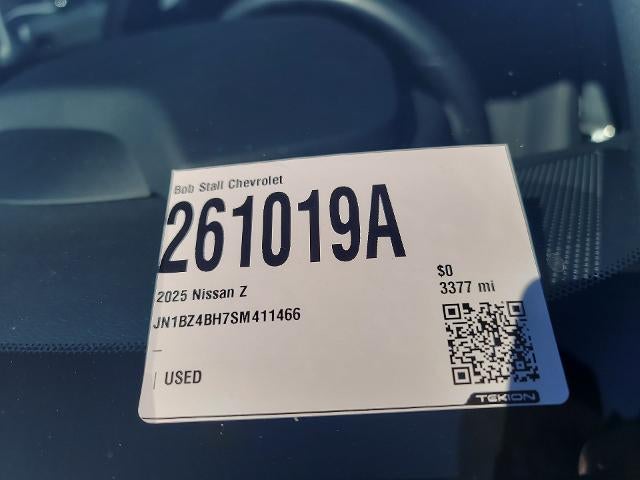 Bob Stall Chevrolet
261019A
$0
2025 Nissan Z
3377 mi
JN1BZ4BH7SM411466
USED
TEKION